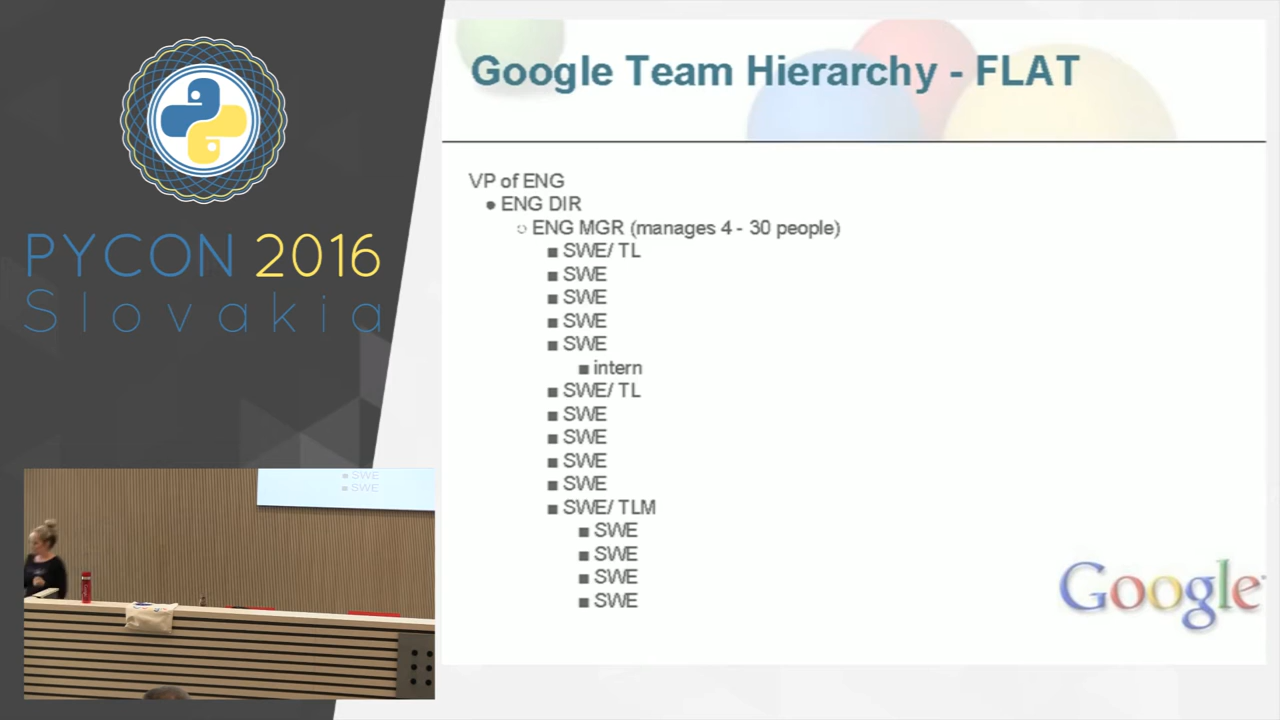 PYCON 2016
Slovakia
Google Team Hierarchy - FLAT
VP of ENG
ENG DIR
ENG MGR (manages 4 - 30 people)
SWE/ TL
SWE
SWE
SWE
SWE
intern
SWE/ TL
SWE
SWE
SWE
SWE
SWE/ TLM
SWE
SWE
SWE
SWE
Google
SWE
SWE